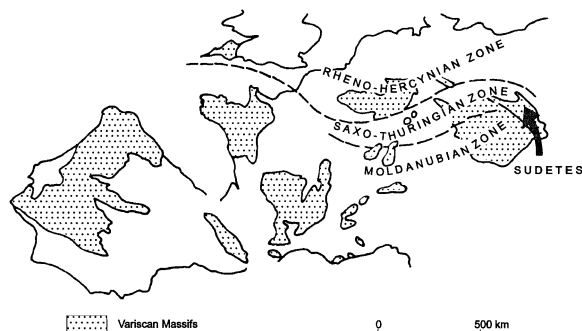 RHENO-HERCYNIAN ZONE
SAXO-THURINGIAN ZONE
MOLDANUBIAN ZONE
SUDETES
Variscan Massifs
0 500 km